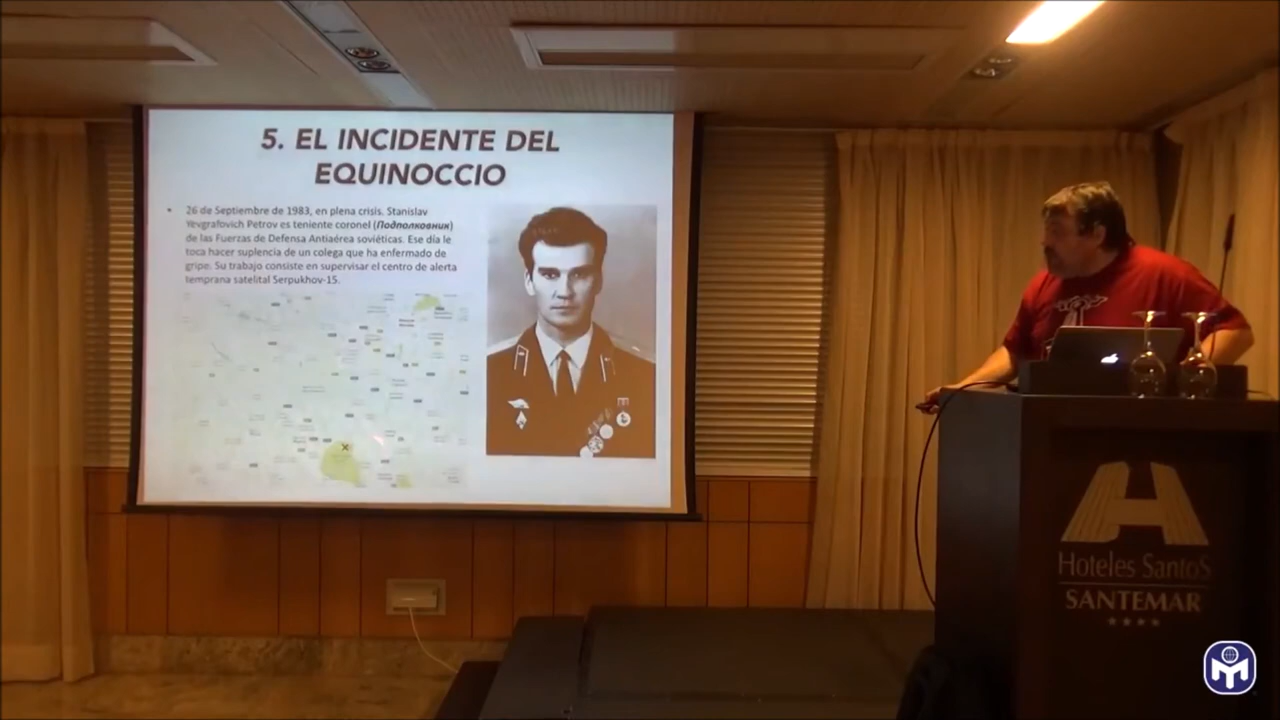 5. EL INCIDENTE DEL
EQUINOCCIO
• 26 de Septiembre de 1983, en plena crisis. Stanislav
Yevgrafovich Petrov es teniente coronel (Подполковник)
de las Fuerzas de Defensa Antiaérea soviéticas. Ese día le
toca hacer suplencia de un colega que ha enfermado de
gripe. Su trabajo consiste en supervisar el centro de alerta
temprana satelital Serpukhov-15.
Hoteles SantoS
SANTEMAR